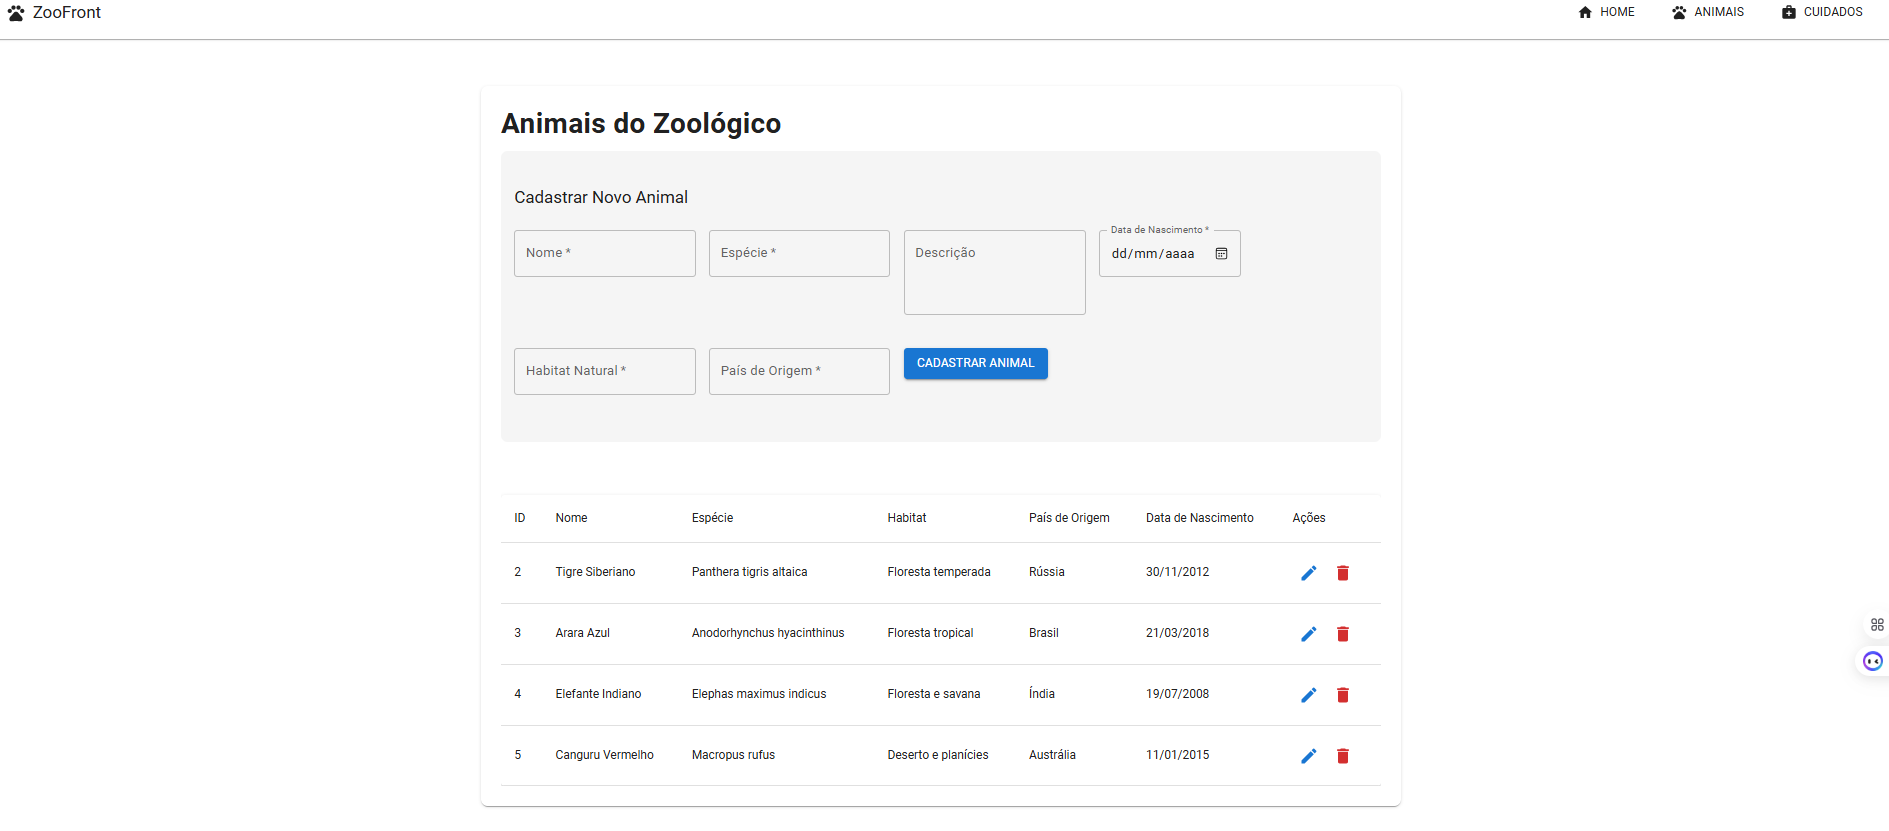 ZooFront
HOME ANIMAIS CUIDADOS
Animais do Zoológico
Cadastrar Novo Animal
Nome * Espécie * Descrição Data de Nascimento * dd/mm/aaaa
Habitat Natural * País de Origem * CADASTRAR ANIMAL
ID Nome Espécie Habitat País de Origem Data de Nascimento Ações
2 Tigre Siberiano Panthera tigris altaica Floresta temperada Rússia 30/11/2012
3 Arara Azul Anodorhynchus hyacinthinus Floresta tropical Brasil 21/03/2018
4 Elefante Indiano Elephas maximus indicus Floresta e savana Índia 19/07/2008
5 Canguru Vermelho Macropus rufus Deserto e planícies Austrália 11/01/2015